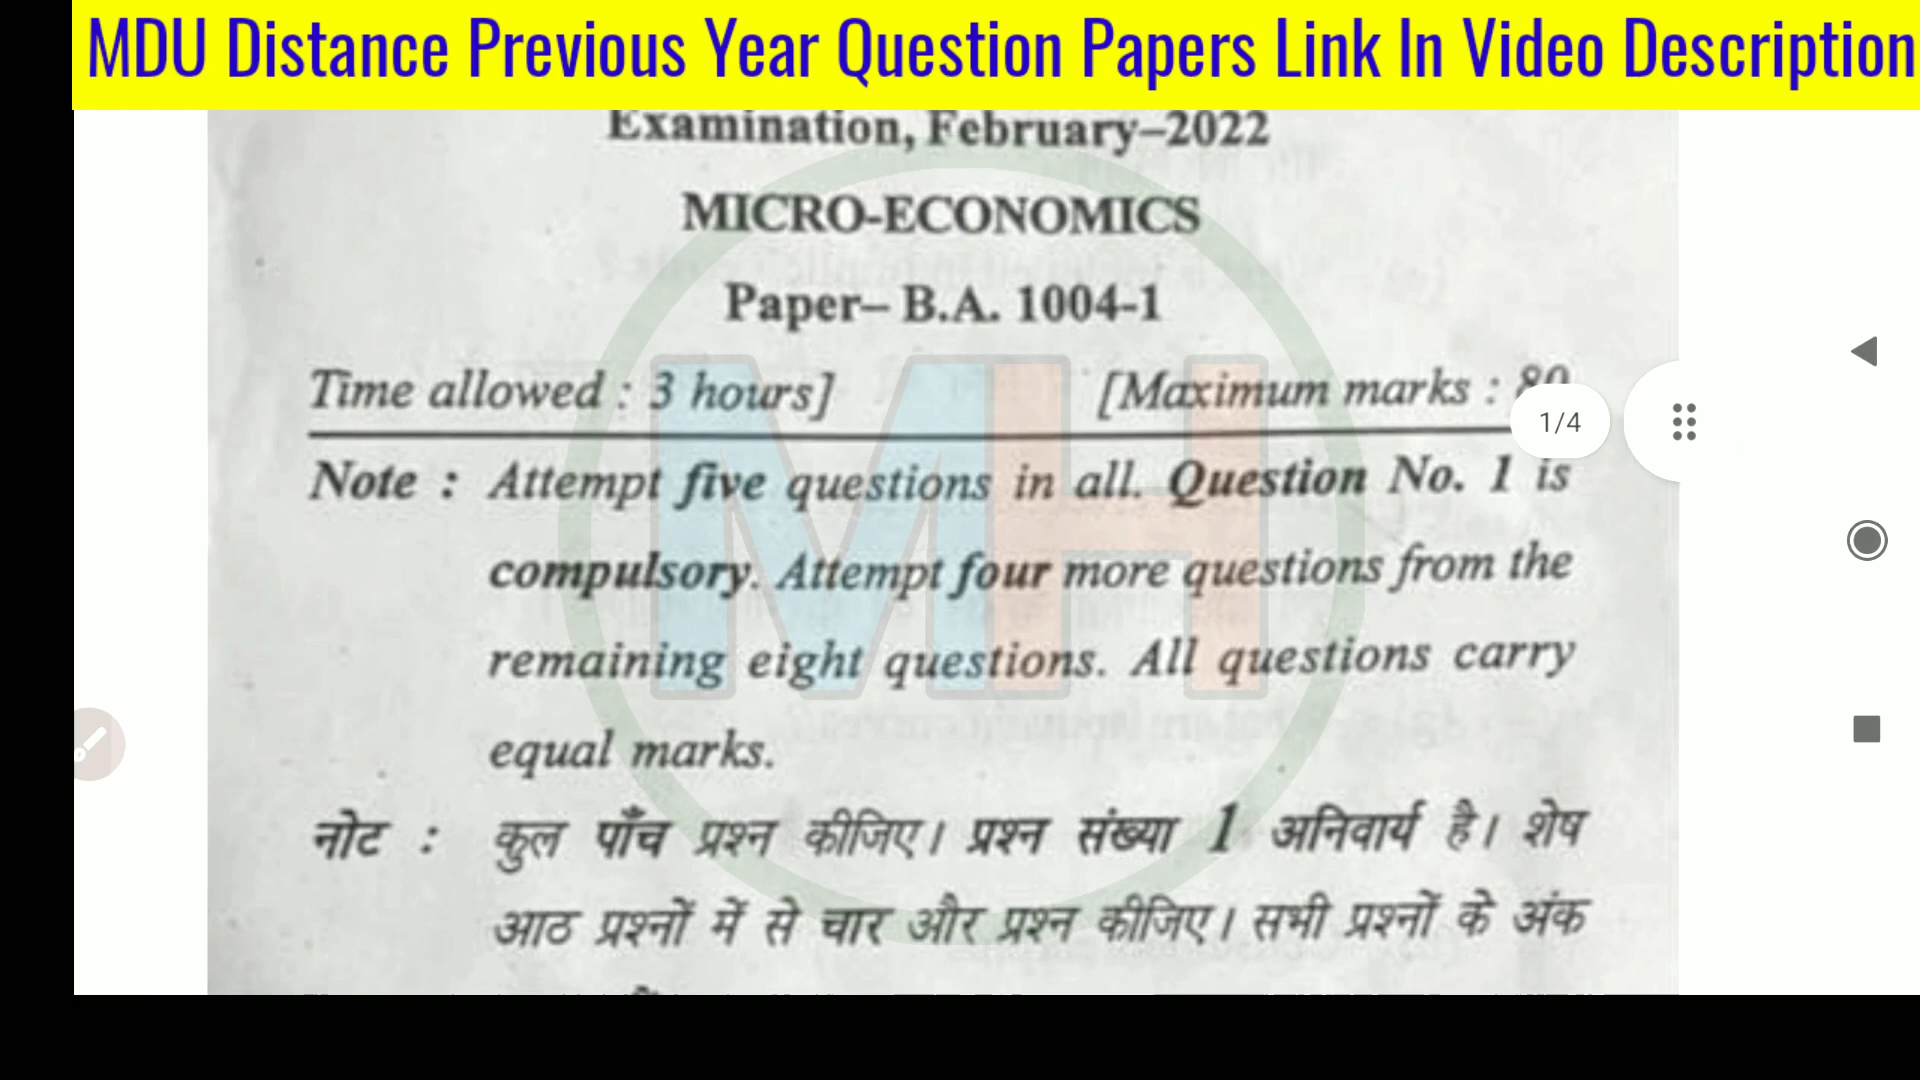 MDU Distance Previous Year Question Papers Link In Video Description
Examination, February–2022
MICRO-ECONOMICS
Paper– B.A. 1004-1
Time allowed : 3 hours] [Maximum marks : 80
1/4
Note : Attempt five questions in all. Question No. 1 is
compulsory. Attempt four more questions from the
remaining eight questions. All questions carry
equal marks.
नोट : कुल पाँच प्रश्न कीजिए। प्रश्न संख्या 1 अनिवार्य है। शेष
आठ प्रश्नों में से चार और प्रश्न कीजिए। सभी प्रश्नों के अंक
MH